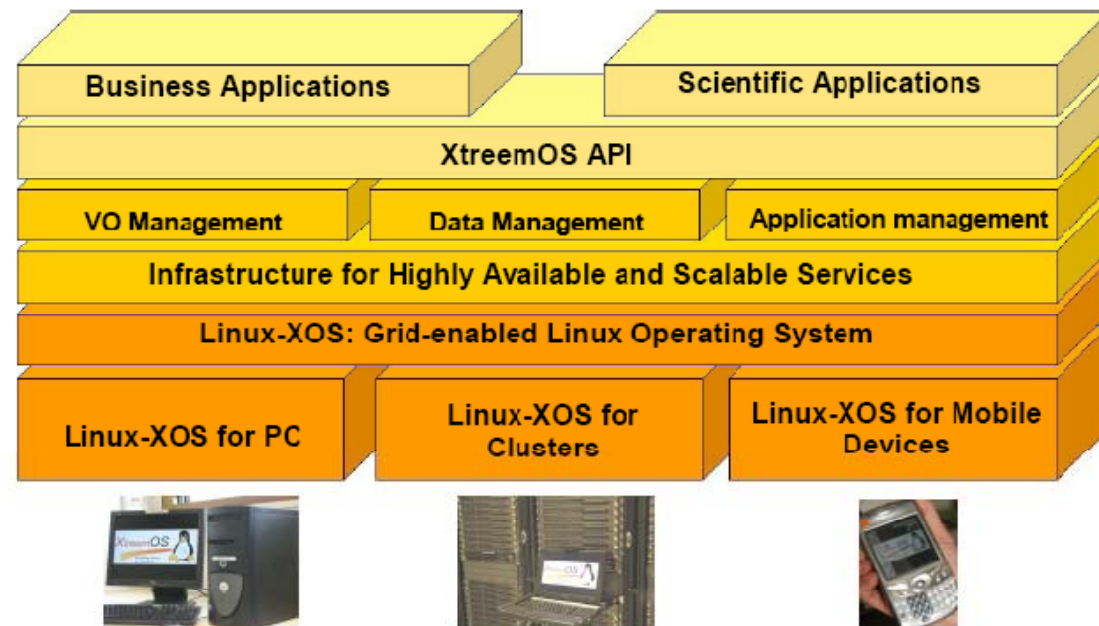 Business Applications
Scientific Applications
XtreemOS API
VO Management
Data Management
Application management
Infrastructure for Highly Available and Scalable Services
Linux-XOS: Grid-enabled Linux Operating System
Linux-XOS for PC
Linux-XOS for
Clusters
Linux-XOS for Mobile
Devices
XtreemOS